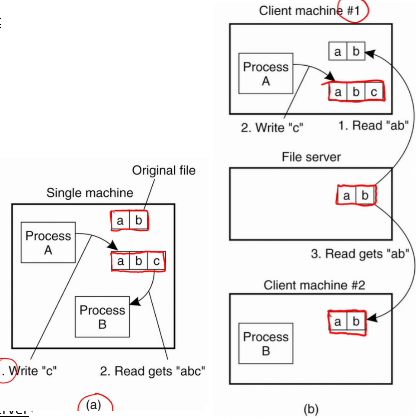 Original file
Single machine
a b
Process
A
a b c
Process
B
. Write "c"
2. Read gets "abc"
(a)
Client machine #1
a b
Process
A
a b c
2. Write "c"
1. Read "ab"
File server
a b
3. Read gets "ab"
Client machine #2
a b
Process
B
(b)